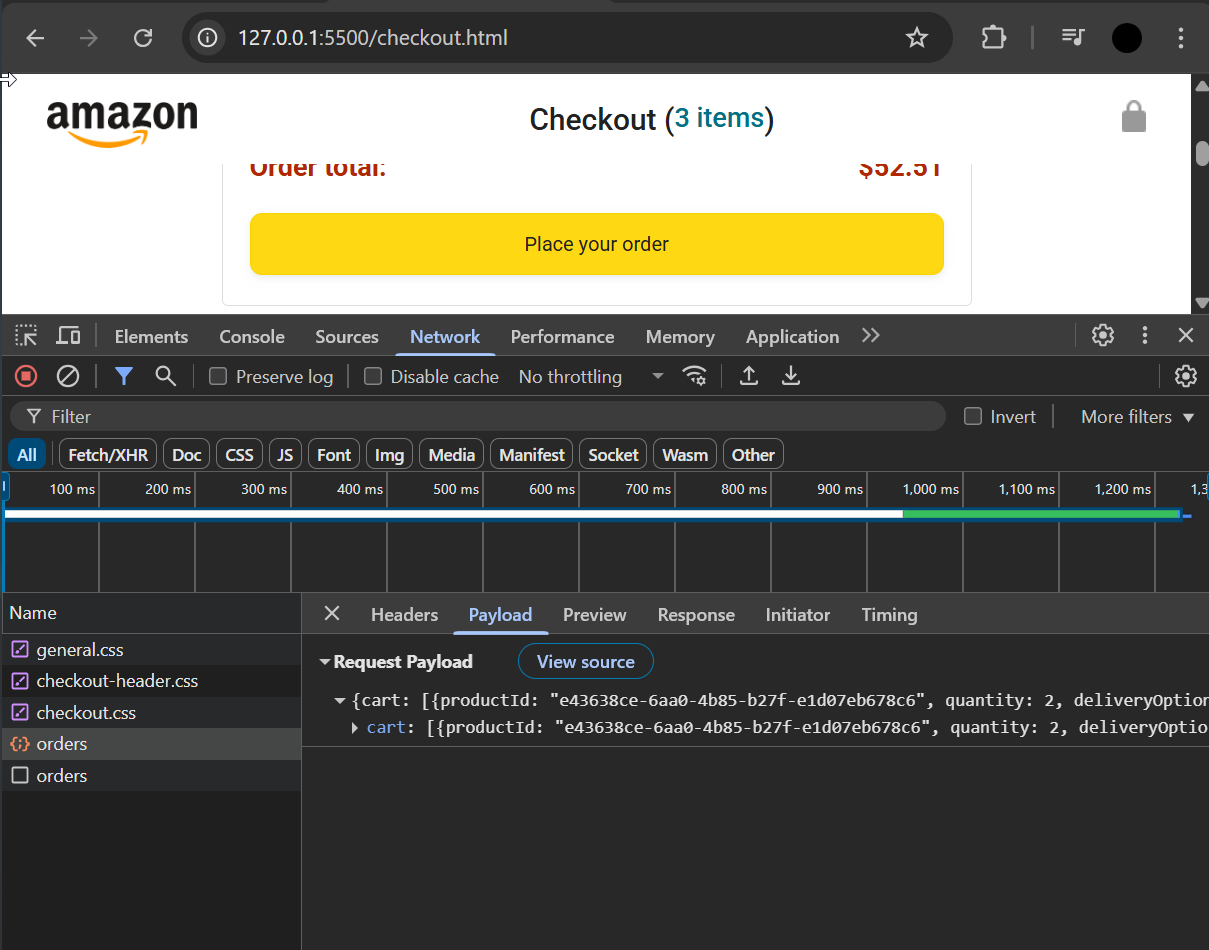 127.0.0.1:5500/checkout.html
amazon
Checkout (3 items)
Order total: $52.51
Place your order
Elements Console Sources Network Performance Memory Application
Preserve log Disable cache No throttling
Filter Invert More filters
All Fetch/XHR Doc CSS JS Font Img Media Manifest Socket Wasm Other
100 ms 200 ms 300 ms 400 ms 500 ms 600 ms 700 ms 800 ms 900 ms 1,000 ms 1,100 ms 1,200 ms 1,3
Name
Headers Payload Preview Response Initiator Timing
general.css
checkout-header.css
checkout.css
orders
orders
Request Payload View source
{cart: [{productId: "e43638ce-6aa0-4b85-b27f-e1d07eb678c6", quantity: 2, deliveryOption
cart: [{productId: "e43638ce-6aa0-4b85-b27f-e1d07eb678c6", quantity: 2, deliveryOptio